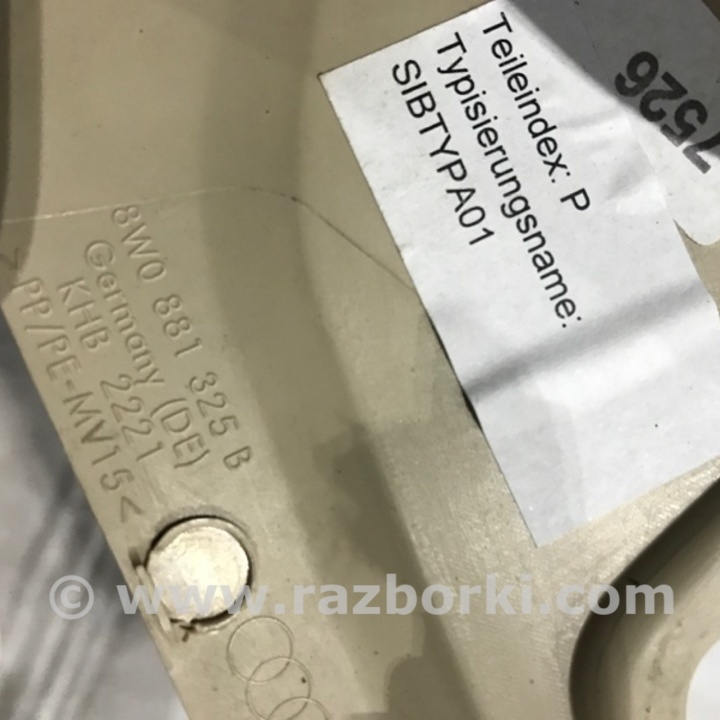 7526
Teileindex: P
Typisierungsname:
SIBTYPA01
8W0 881 325 B
Germany (DE)
KHB 2221
PP/PE-MV15<
© www.razborki.com